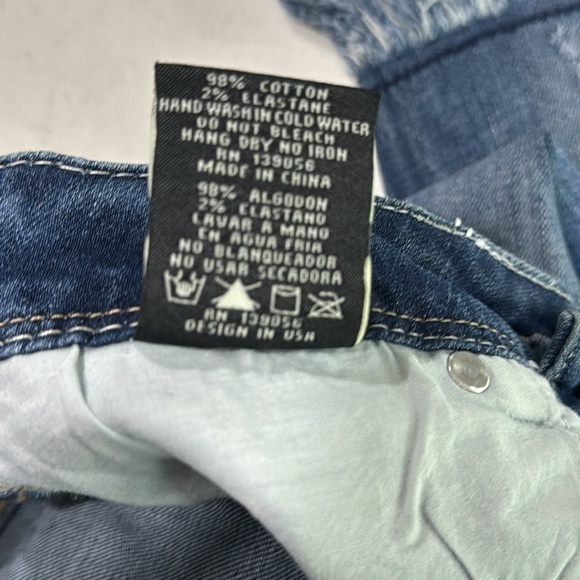 98% COTTON
2% ELASTANE
HAND WASH IN COLD WATER
DO NOT BLEACH
HANG DRY NO IRON
RN 139056
MADE IN CHINA
98% ALGODON
2% ELASTANO
LAVAR A MANO
EN AGUA FRIA
NO BLANQUEADOR
NO USAR SECADORA
RN 139056
DESIGN IN USA